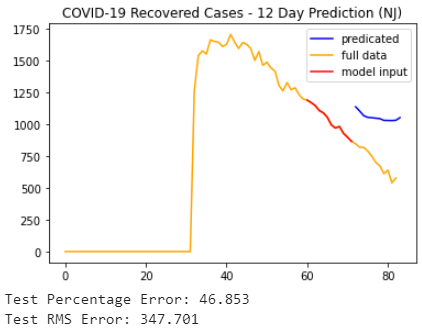 COVID-19 Recovered Cases - 12 Day Prediction (NJ)
1750
1500
1250
1000
750
500
250
0
predicated
full data
model input
0 20 40 60 80
Test Percentage Error: 46.853
Test RMS Error: 347.701